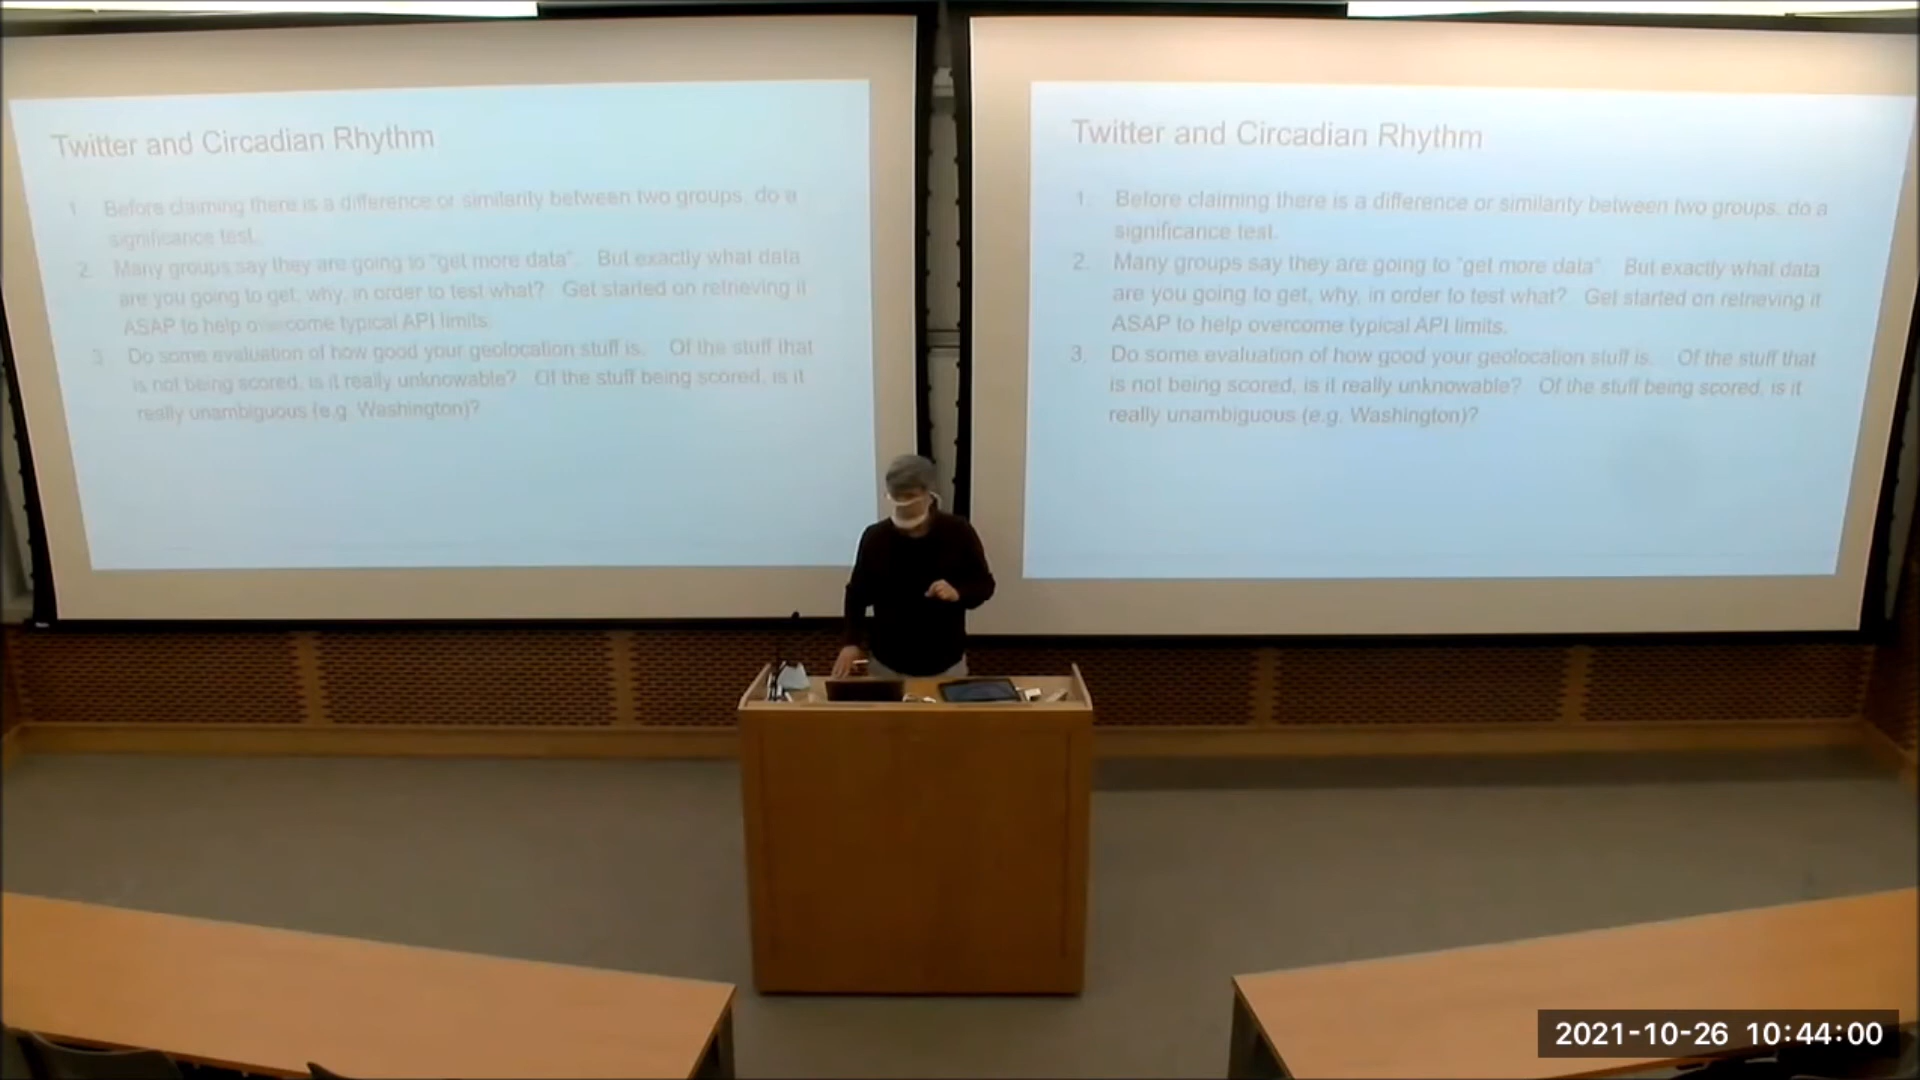 Twitter and Circadian Rhythm
1. Before claiming there is a difference or similarity between two groups, do a
significance test.
2. Many groups say they are going to "get more data". But exactly what data
are you going to get, why, in order to test what? Get started on retrieving it
ASAP to help overcome typical API limits.
3. Do some evaluation of how good your geolocation stuff is. Of the stuff that
is not being scored, is it really unknowable? Of the stuff being scored, is it
really unambiguous (e.g. Washington)?
Twitter and Circadian Rhythm
1. Before claiming there is a difference or similarity between two groups, do a
significance test.
2. Many groups say they are going to "get more data". But exactly what data
are you going to get, why, in order to test what? Get started on retrieving it
ASAP to help overcome typical API limits.
3. Do some evaluation of how good your geolocation stuff is. Of the stuff that
is not being scored, is it really unknowable? Of the stuff being scored, is it
really unambiguous (e.g. Washington)?
2021-10-26 10:44:00